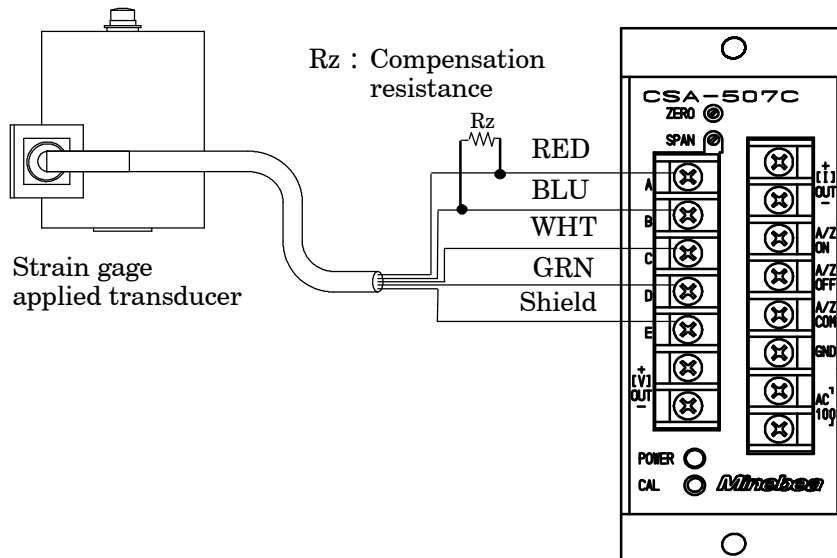 Rz : Compensation
resistance
Rz
RED
BLU
WHT
GRN
Shield
Strain gage
applied transducer
CSA-507C
ZERO
SPAN
A
B
C
D
E
+
[V]
OUT
-
+
[I]
OUT
-
A/Z
ON
A/Z
OFF
A/Z
COM
GND
AC
100
POWER
CAL
Minebea